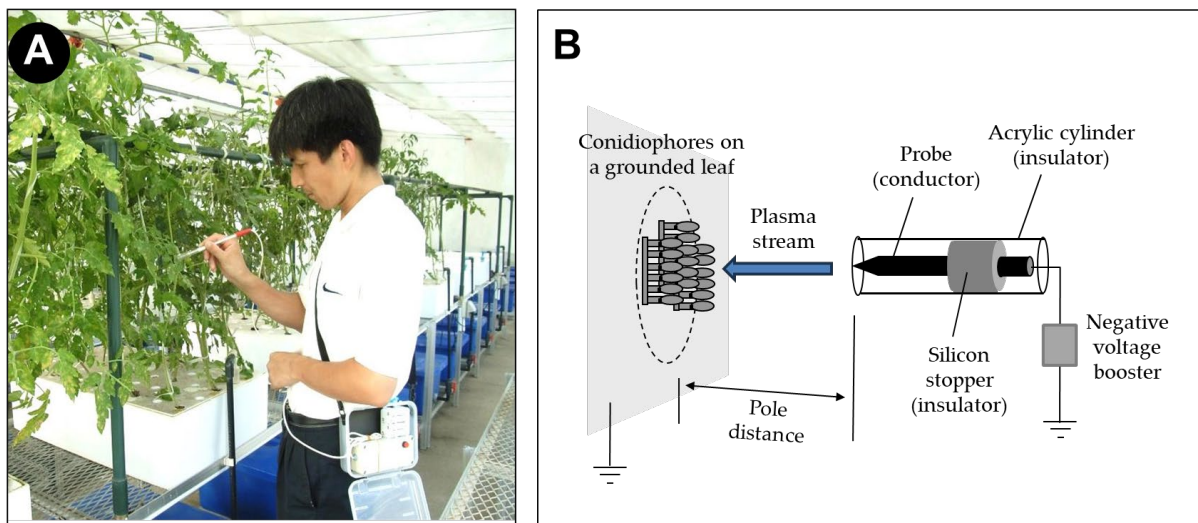 A
B
Conidiophores on
a grounded leaf
Plasma
stream
Probe
(conductor)
Acrylic cylinder
(insulator)
Silicon
stopper
(insulator)
Negative
voltage
booster
Pole
distance